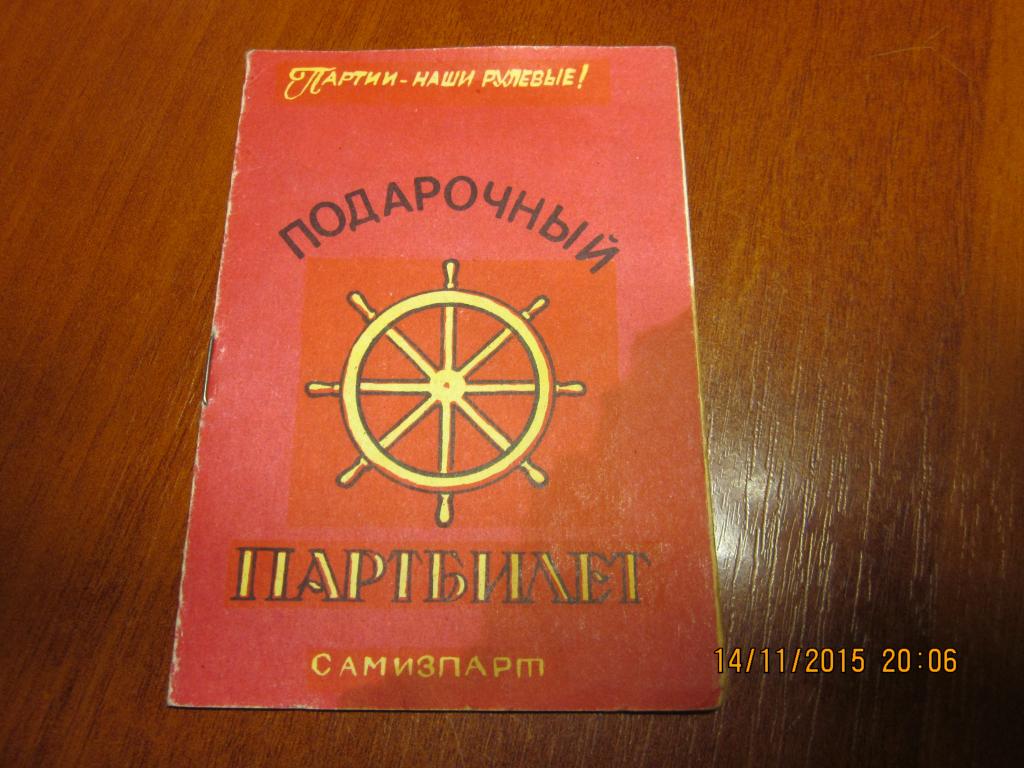 Партии - наши рулевые!
ПОДАРОЧНЫЙ
ПАРТБИЛЕТ
САМИЗПАРТ
14/11/2015 20:06